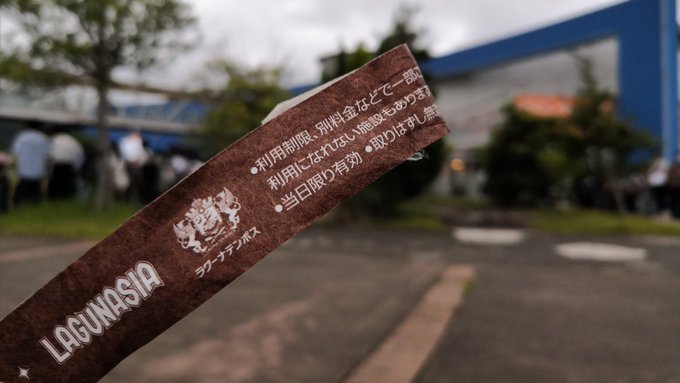 LAGUNASIA
ラグーナテンボス
●利用制限、別料金などで一部
利用になれない施設もあります
●当日限り有効 ●取りはずし無